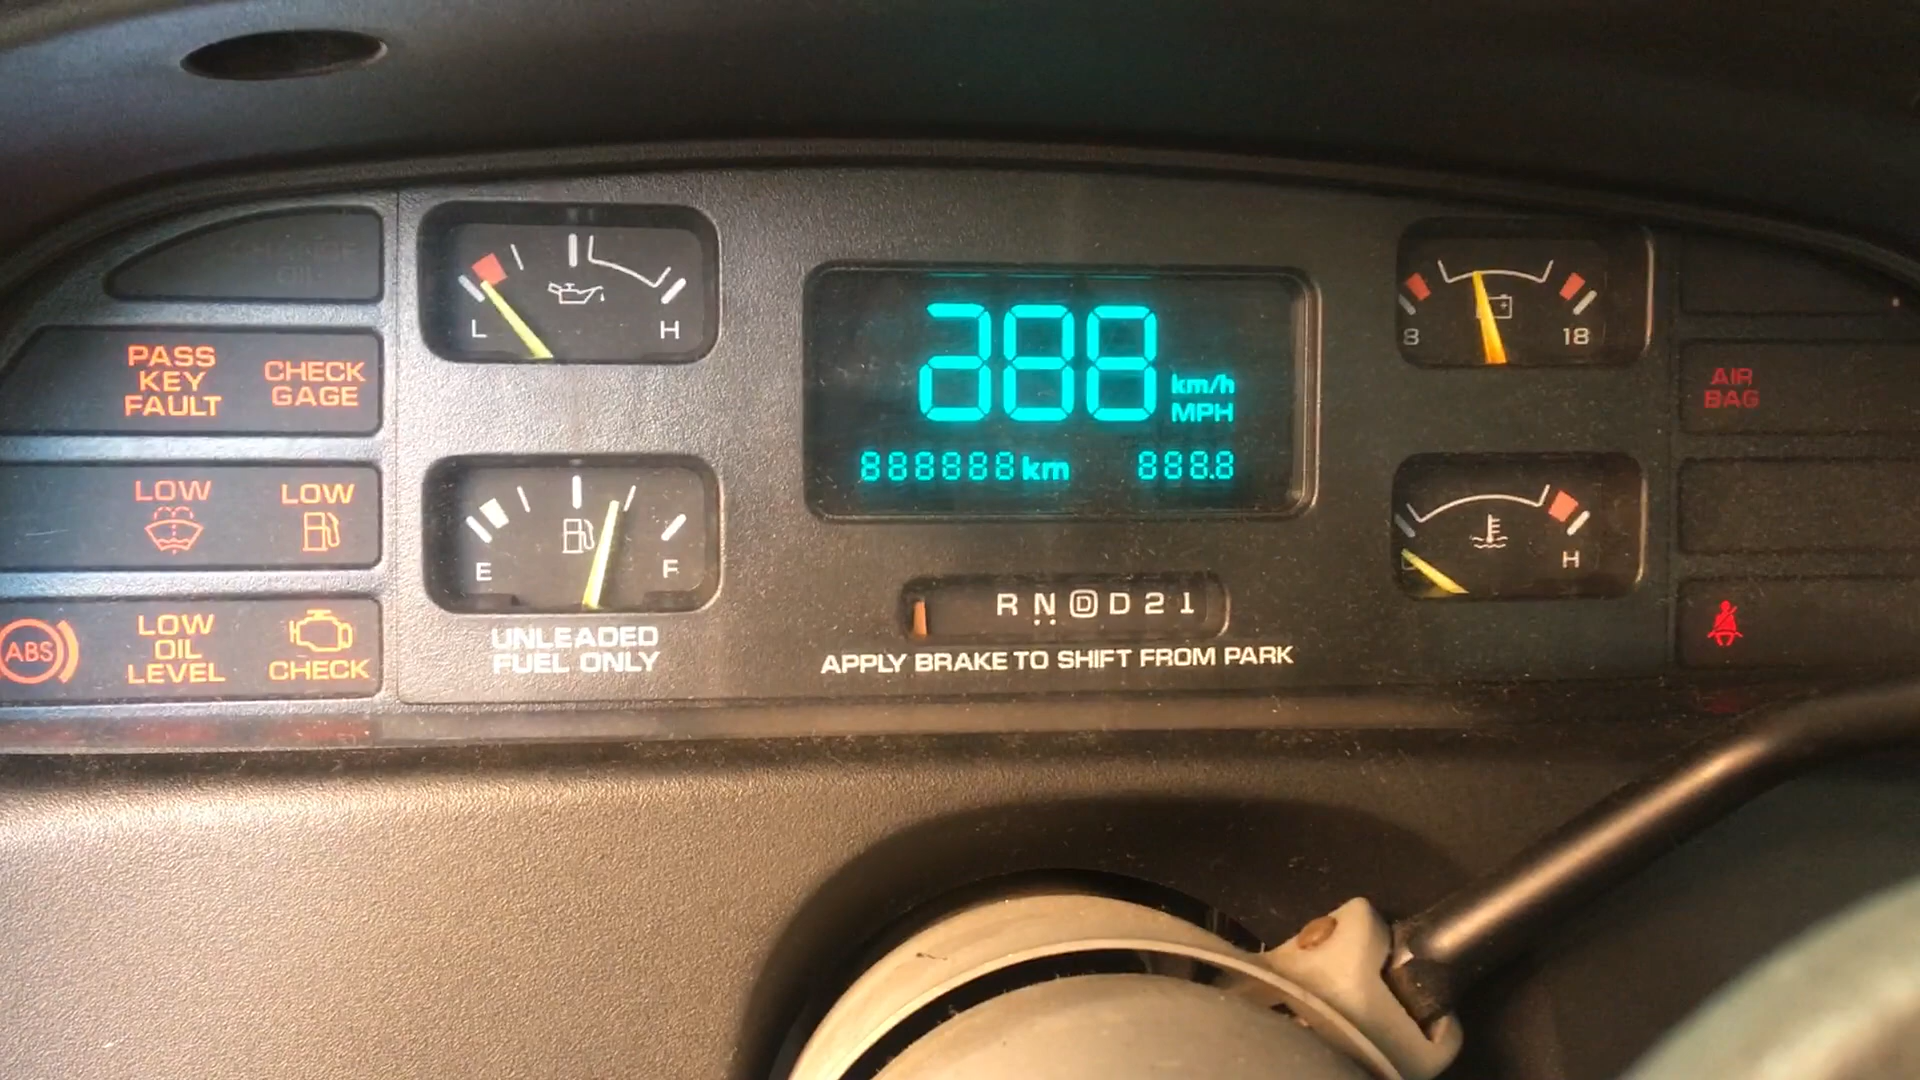 PASS
KEY
FAULT
CHECK
GAGE
LOW
LOW
ABS
LOW
OIL
LEVEL
CHECK
L H
E F
UNLEADED
FUEL ONLY
288
km/h
MPH
888888 km 888.8
R N D D 2 1
APPLY BRAKE TO SHIFT FROM PARK
8 18
H
AIR
BAG